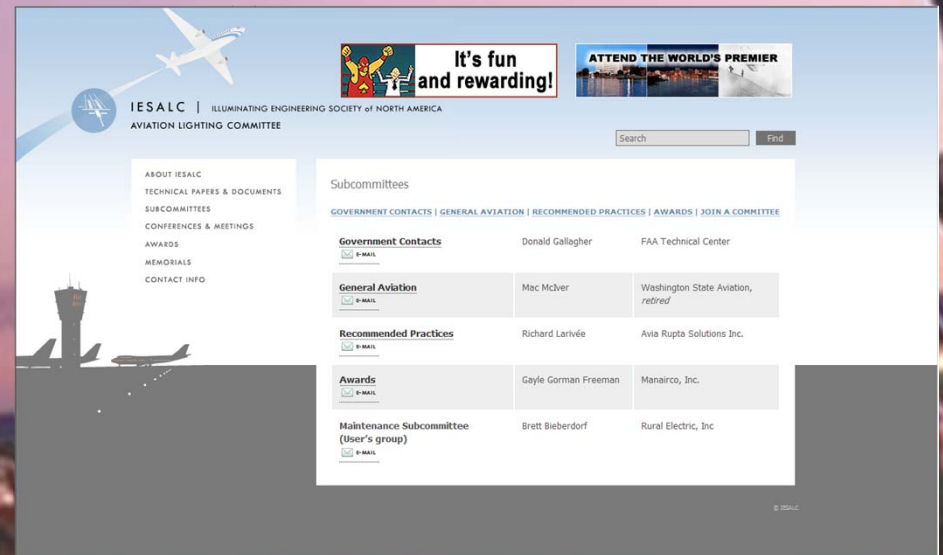 It's fun
and rewarding!
ATTEND THE WORLD'S PREMIER
IESALC | ILLUMINATING ENGINEERING SOCIETY of NORTH AMERICA
AVIATION LIGHTING COMMITTEE
Search Find
ABOUT IESALC
TECHNICAL PAPERS & DOCUMENTS
SUBCOMMITTEES
CONFERENCES & MEETINGS
AWARDS
MEMORIALS
CONTACT INFO
Subcommittees
GOVERNMENT CONTACTS | GENERAL AVIATION | RECOMMENDED PRACTICES | AWARDS | JOIN A COMMITTEE
Government Contacts Donald Gallagher FAA Technical Center
E-MAIL
General Aviation Mac McIver Washington State Aviation,
E-MAIL retired
Recommended Practices Richard Larivée Avia Rupta Solutions Inc.
E-MAIL
Awards Gayle Gorman Freeman Manairco, Inc.
E-MAIL
Maintenance Subcommittee Brett Bieberdorf Rural Electric, Inc
(User's group)
E-MAIL
© IESALC